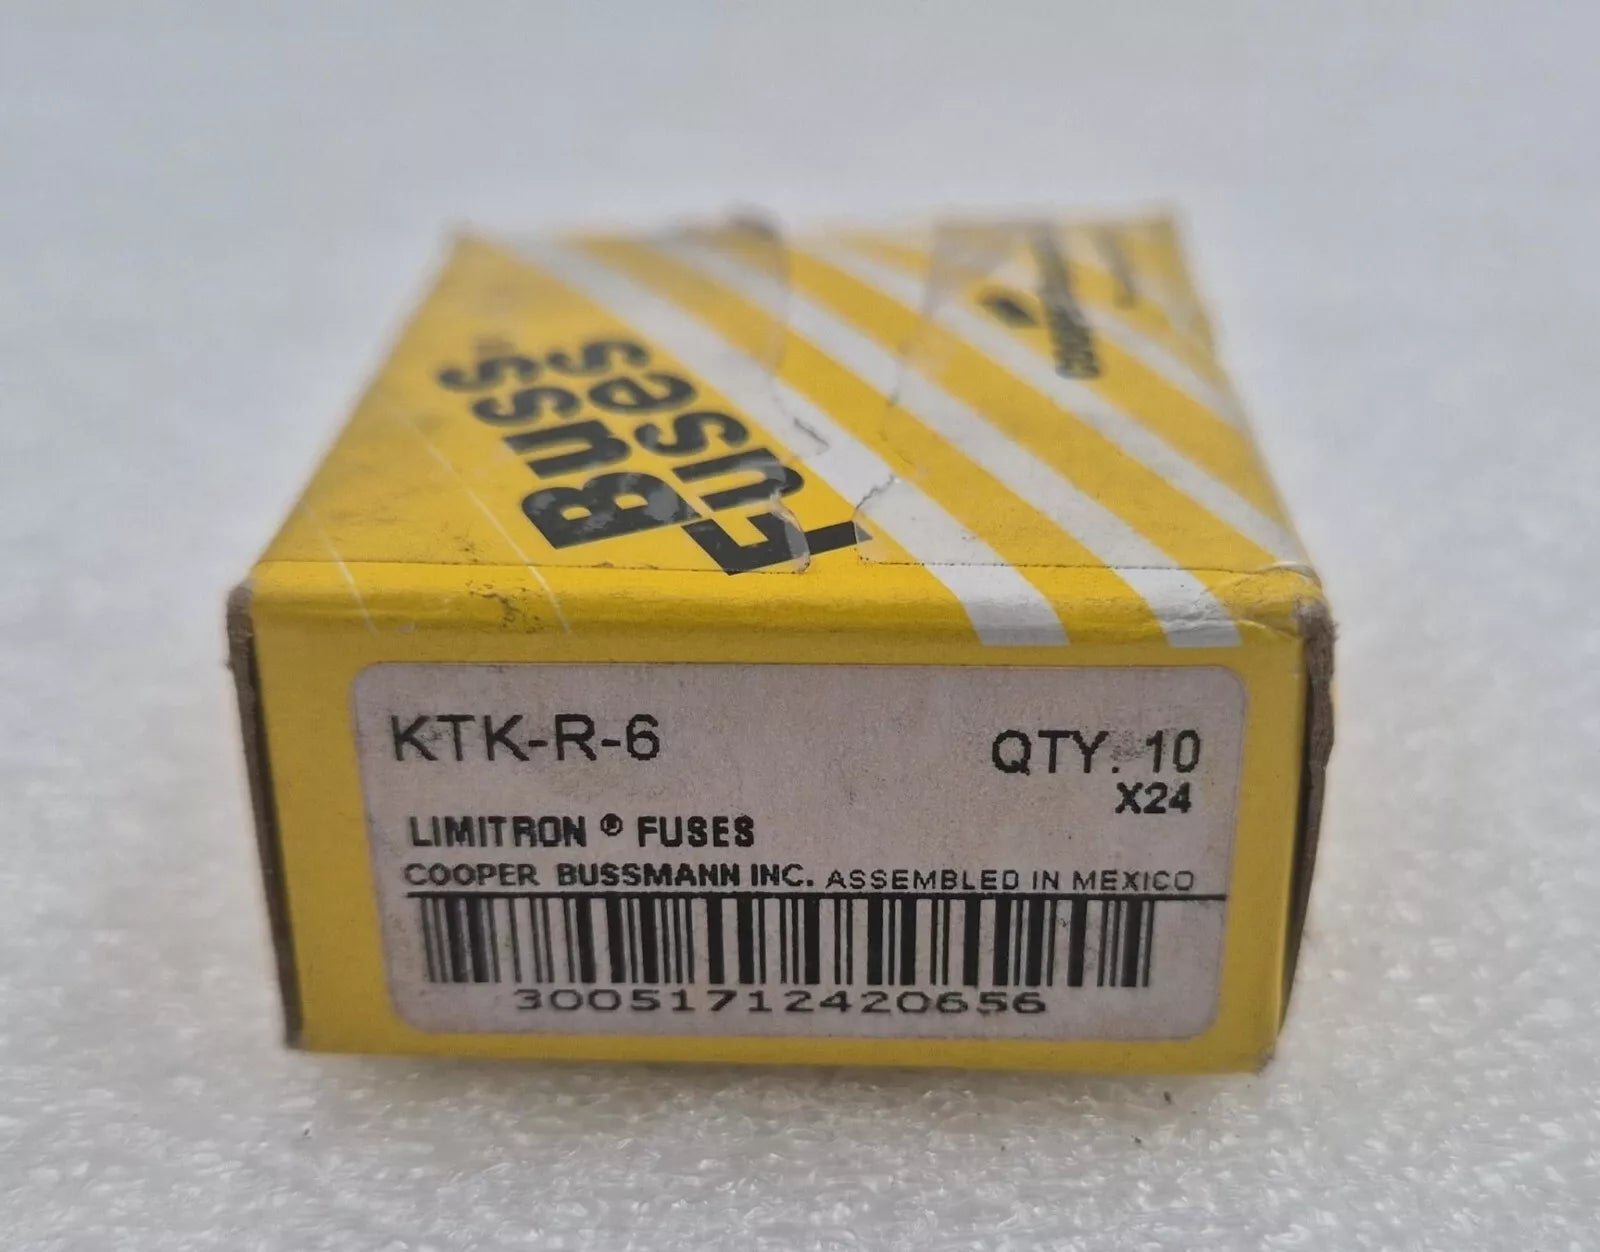 Buss
Fuses
KTK-R-6
QTY. 10
X24
LIMITRON ® FUSES
COOPER BUSSMANN INC. ASSEMBLED IN MEXICO
30051712420656